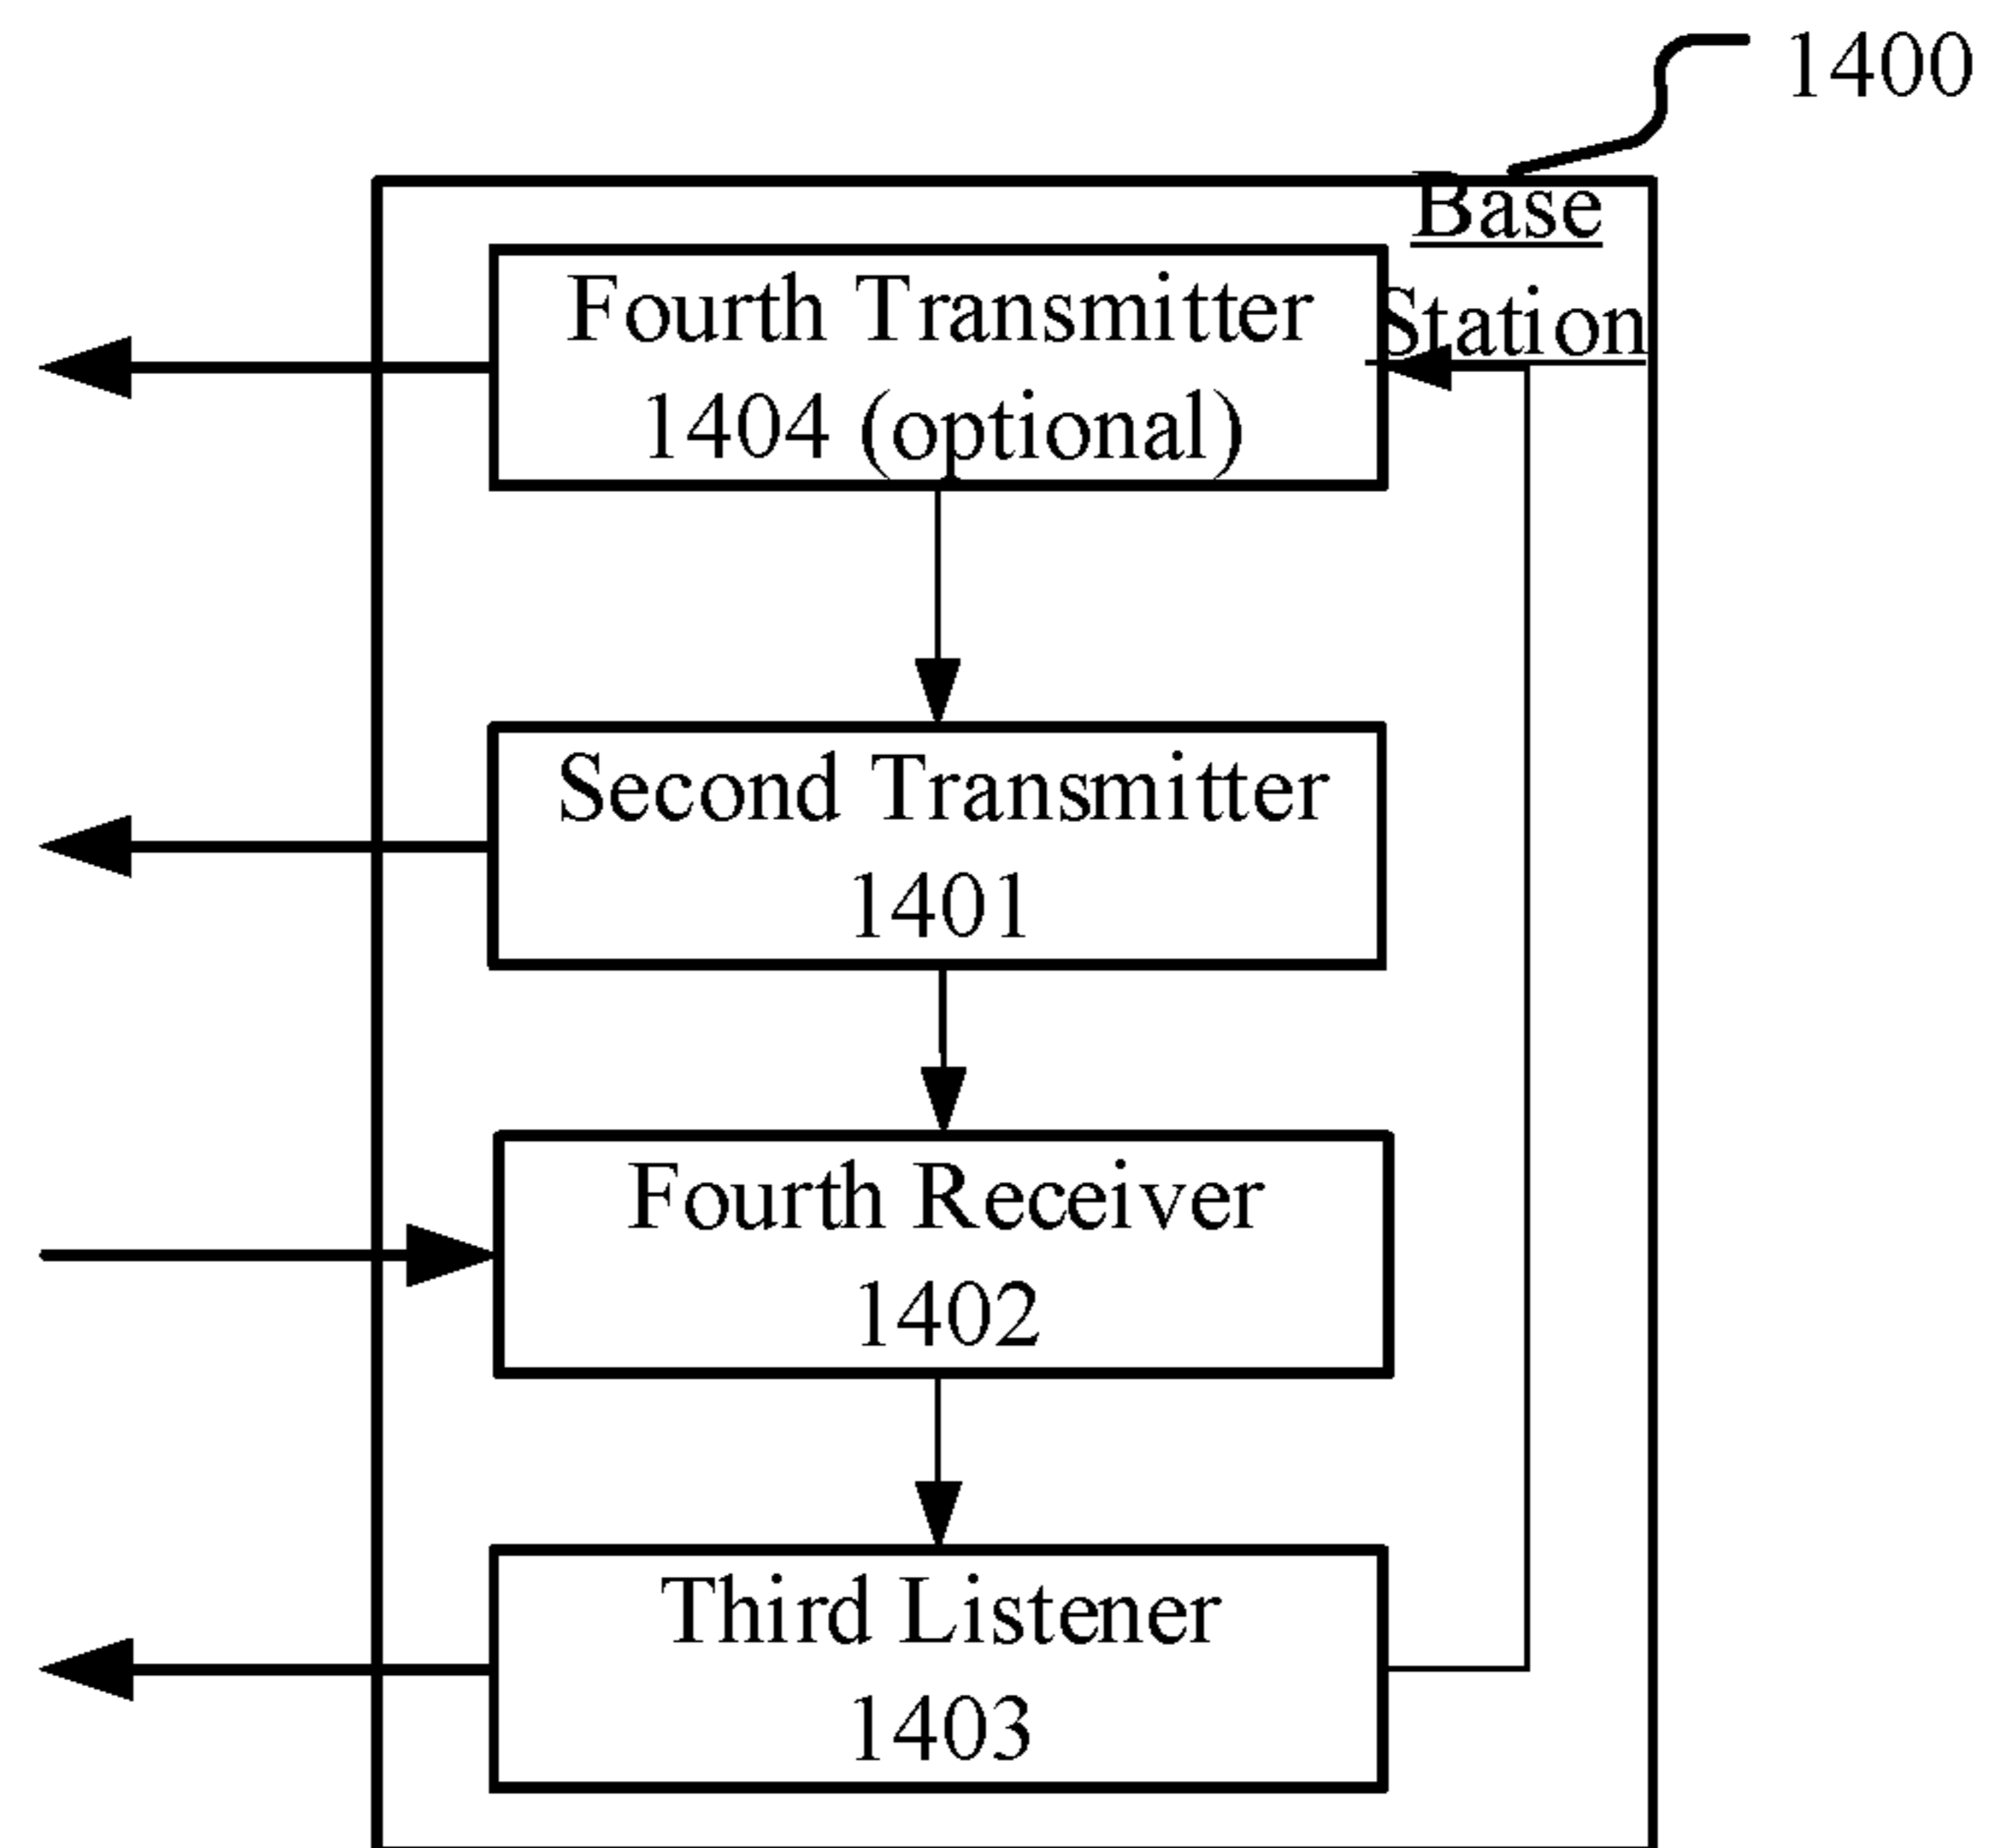 1400
Base
Station
Fourth Transmitter
1404 (optional)
Second Transmitter
1401
Fourth Receiver
1402
Third Listener
1403